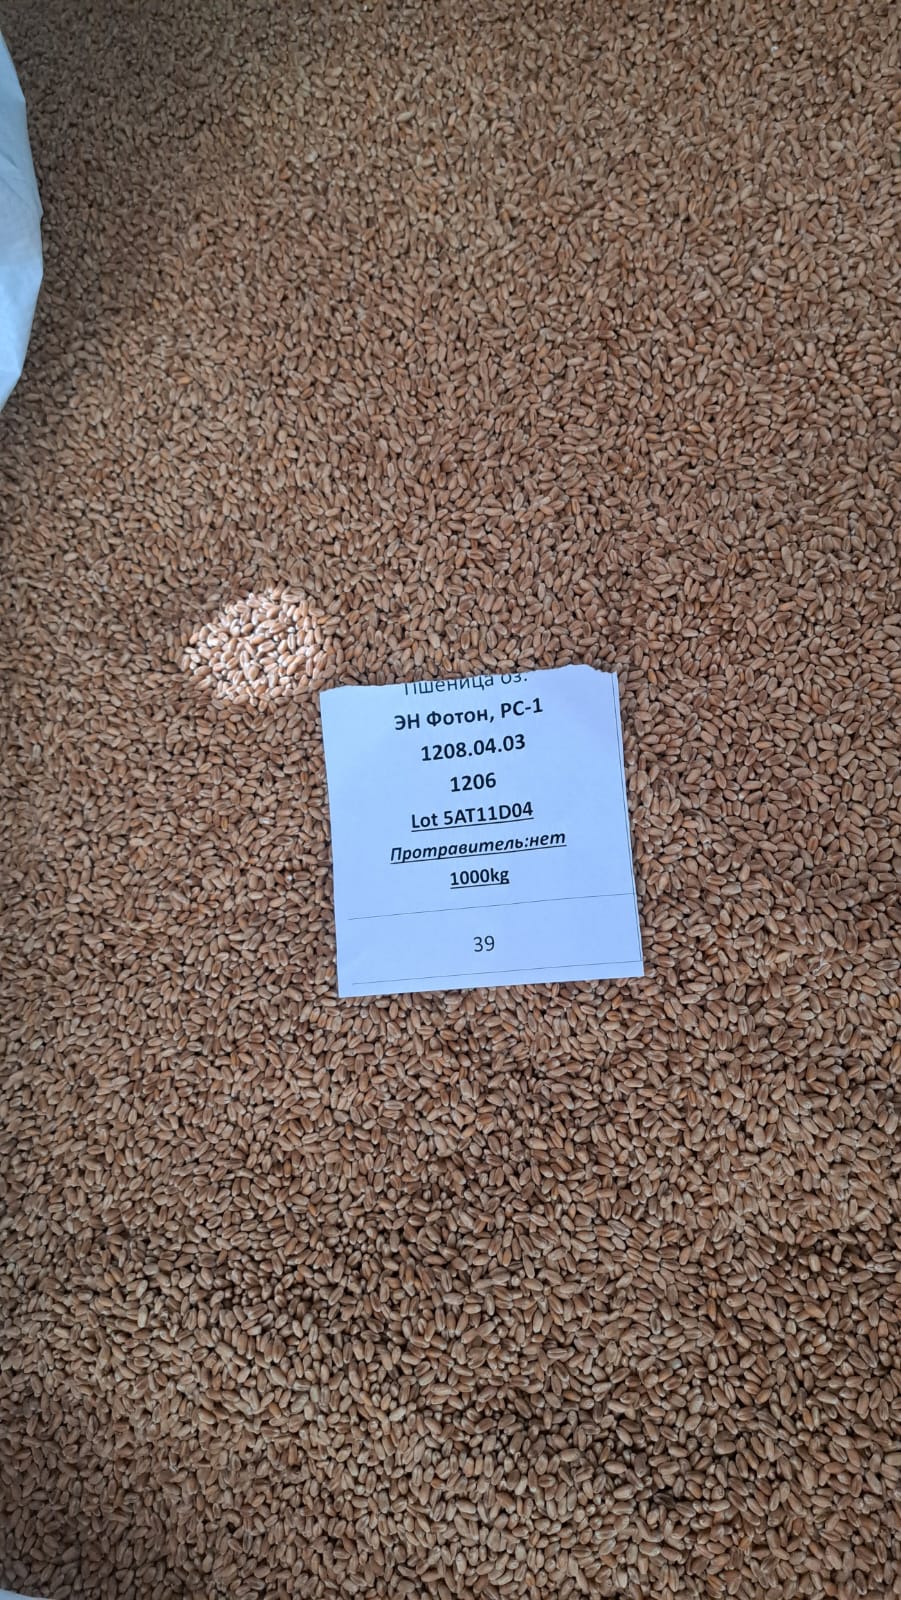 Пшеница оз.
ЭН Фотон, РС-1
1208.04.03
1206
Lot 5AT11D04
Протравитель:нет
1000kg
39